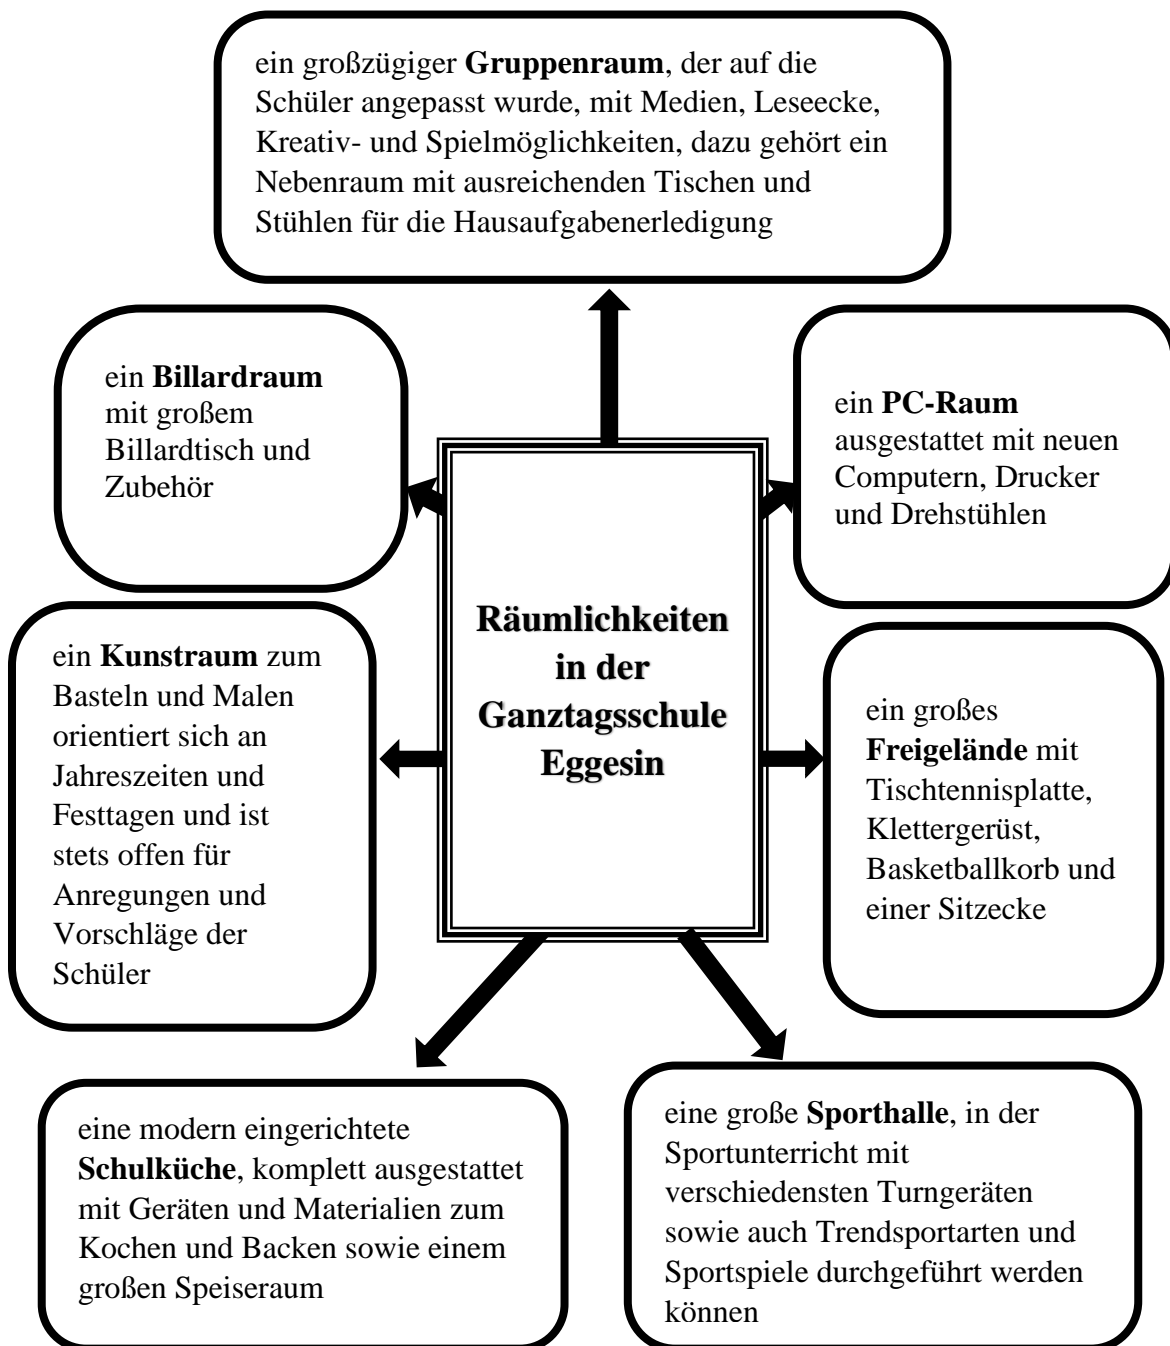 ein großzügiger Gruppenraum, der auf die
Schüler angepasst wurde, mit Medien, Leseecke,
Kreativ- und Spielmöglichkeiten, dazu gehört ein
Nebenraum mit ausreichenden Tischen und
Stühlen für die Hausaufgabenerledigung
ein Billardraum
mit großem
Billardtisch und
Zubehör
ein PC-Raum
ausgestattet mit neuen
Computern, Drucker
und Drehstühlen
Räumlichkeiten
in der
Ganztagsschule
Eggesin
ein Kunstraum zum
Basteln und Malen
orientiert sich an
Jahreszeiten und
Festtagen und ist
stets offen für
Anregungen und
Vorschläge der
Schüler
ein großes
Freigelände mit
Tischtennisplatte,
Klettergerüst,
Basketballkorb und
einer Sitzecke
eine modern eingerichtete
Schulküche, komplett ausgestattet
mit Geräten und Materialien zum
Kochen und Backen sowie einem
großen Speiseraum
eine große Sporthalle, in der
Sportunterricht mit
verschiedensten Turngeräten
sowie auch Trendsportarten und
Sportspiele durchgeführt werden
können